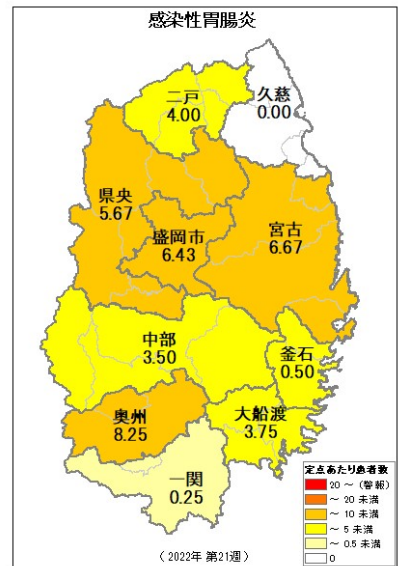 感染性胃腸炎
二戸
4.00
久慈
0.00
県央
5.67
盛岡市
6.43
宮古
6.67
中部
3.50
釜石
0.50
奥州
8.25
大船渡
3.75
一関
0.25
定点あたり患者数
20 ～ （警報）
～ 20 未満
～ 10 未満
～ 5 未満
～ 0.5 未満
0
（ 2022年 第21週 ）